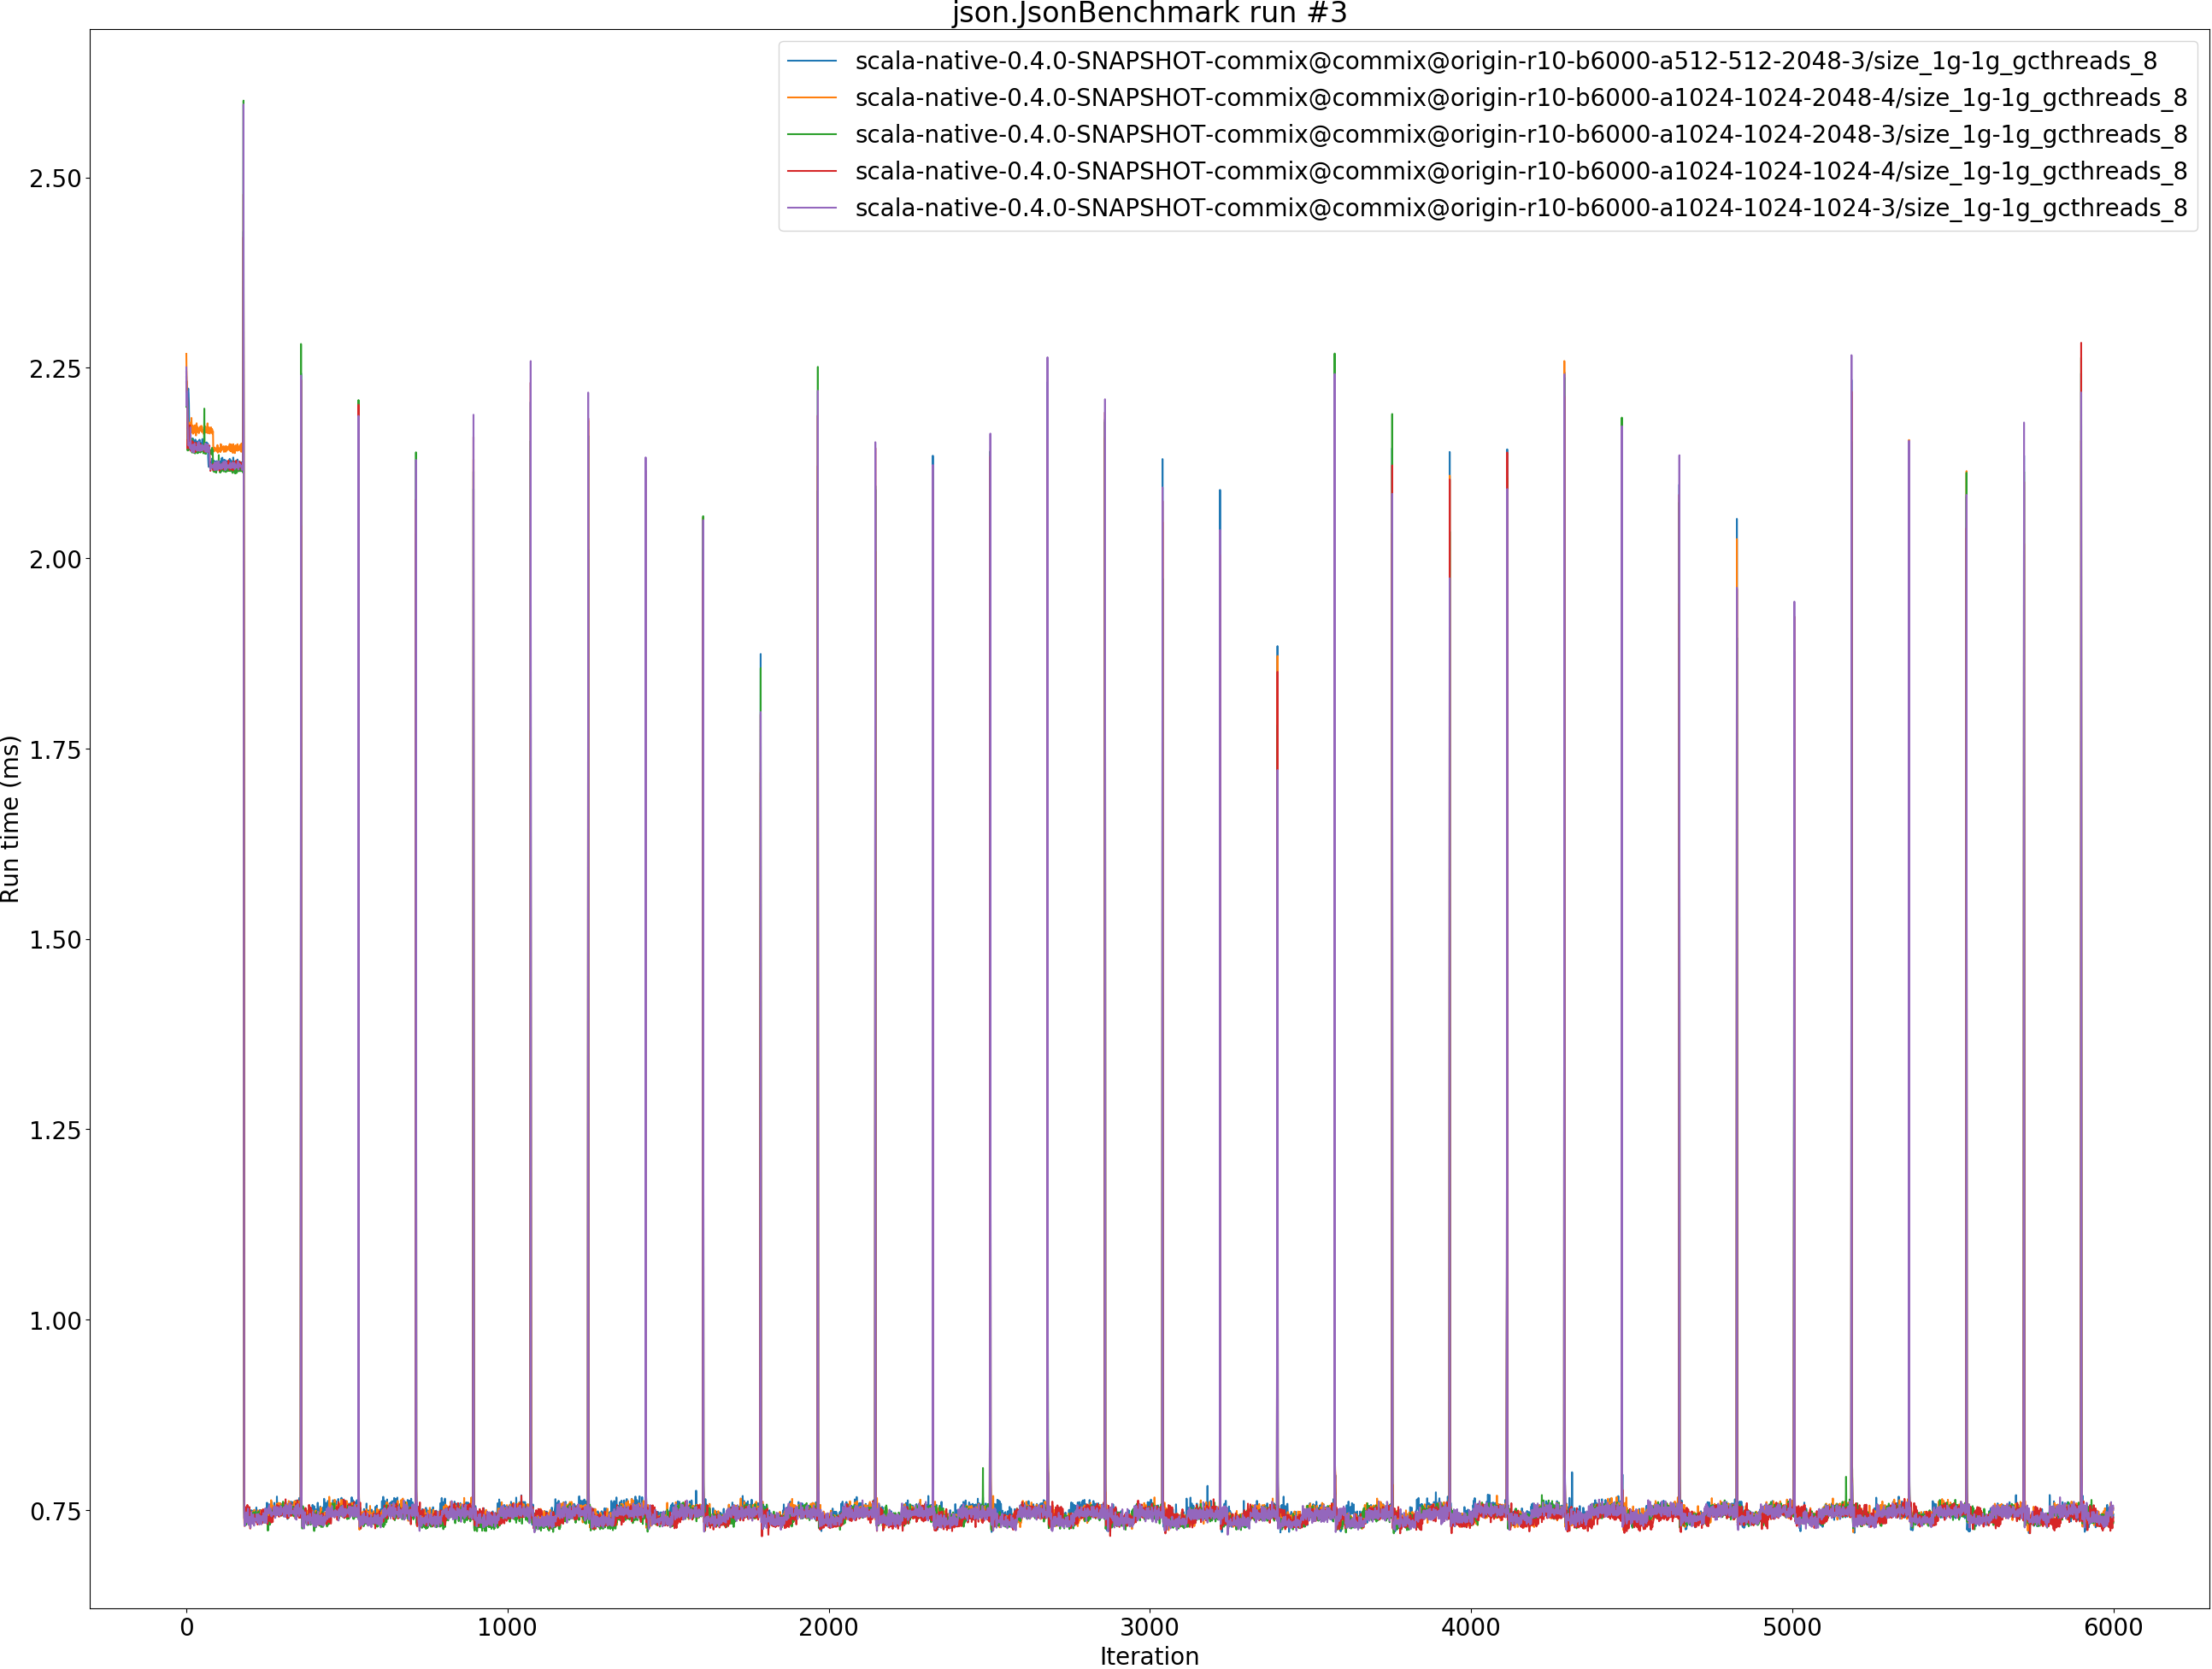 json.JsonBenchmark run #3
scala-native-0.4.0-SNAPSHOT-commix@commix@origin-r10-b6000-a512-512-2048-3/size_1g-1g_gcthreads_8
scala-native-0.4.0-SNAPSHOT-commix@commix@origin-r10-b6000-a1024-1024-2048-4/size_1g-1g_gcthreads_8
scala-native-0.4.0-SNAPSHOT-commix@commix@origin-r10-b6000-a1024-1024-2048-3/size_1g-1g_gcthreads_8
scala-native-0.4.0-SNAPSHOT-commix@commix@origin-r10-b6000-a1024-1024-1024-4/size_1g-1g_gcthreads_8
scala-native-0.4.0-SNAPSHOT-commix@commix@origin-r10-b6000-a1024-1024-1024-3/size_1g-1g_gcthreads_8
Run time (ms)
2.50
2.25
2.00
1.75
1.50
1.25
1.00
0.75
0 1000 2000 3000 4000 5000 6000
Iteration